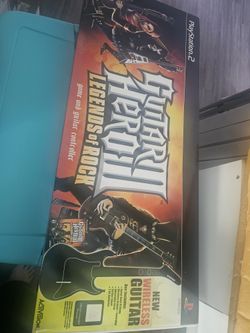 PlayStation 2
GUITAR
HERO III
LEGENDS OF ROCK
game and guitar controller
NEW
WIRELESS
GUITAR
ACTIVISION